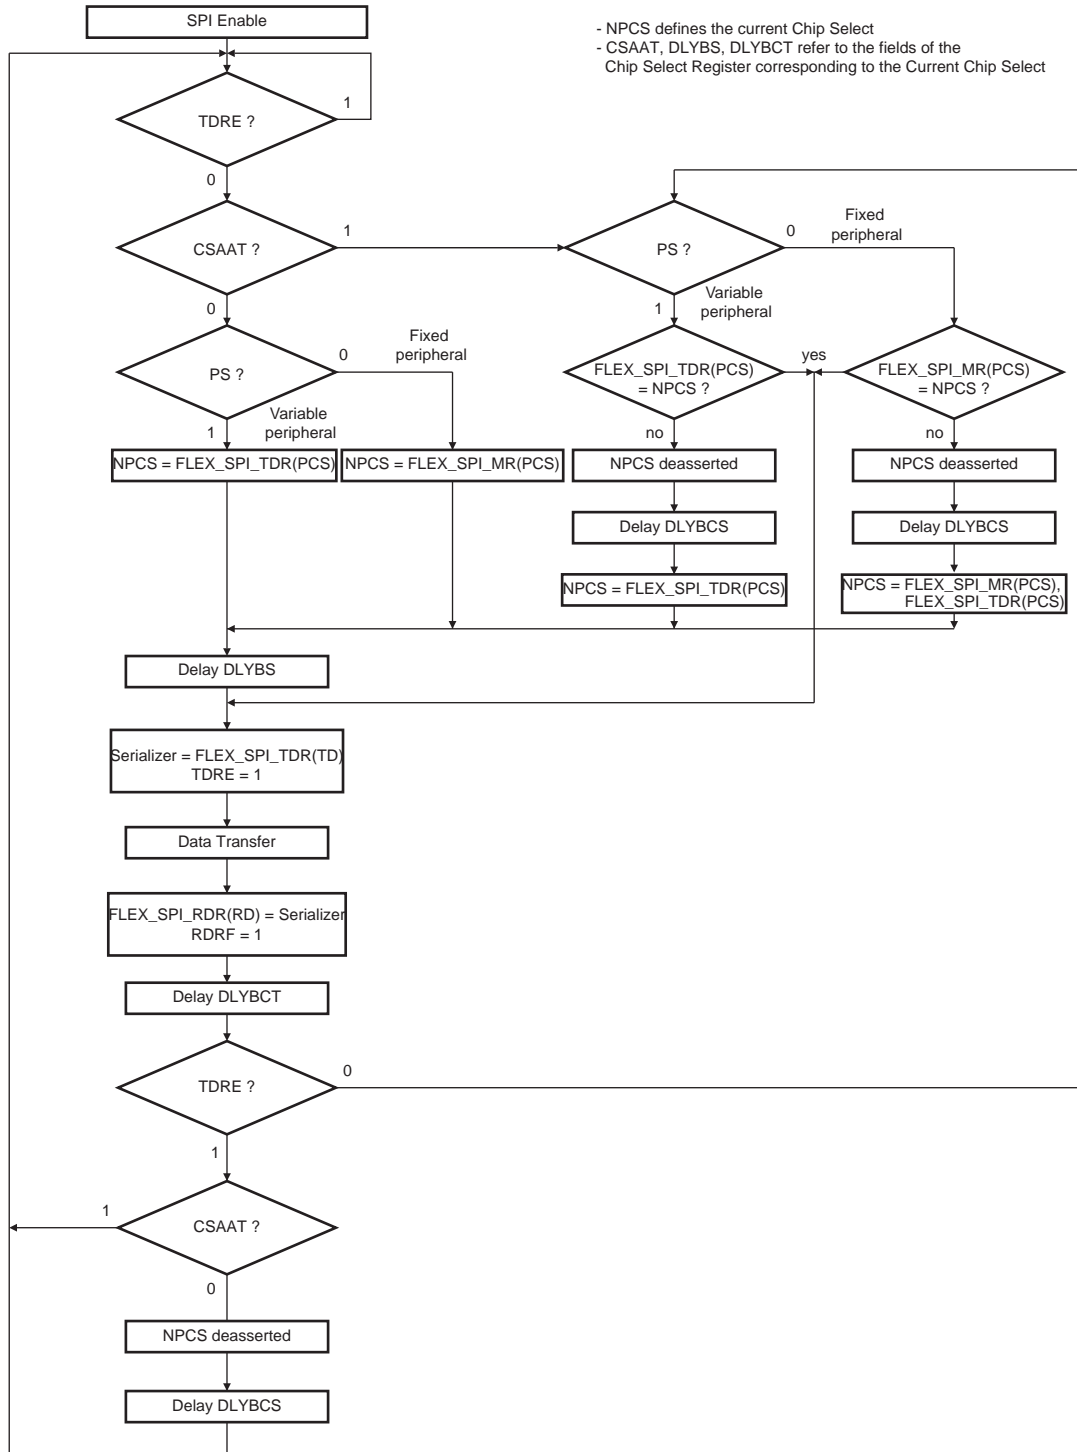 SPI Enable
- NPCS defines the current Chip Select
- CSAAT, DLYBS, DLYBCT refer to the fields of the
Chip Select Register corresponding to the Current Chip Select
TDRE ?
1
0
CSAAT ?
1
PS ?
0
Fixed
peripheral
0
1
Variable
peripheral
PS ?
0
Fixed
peripheral
FLEX_SPI_TDR(PCS)
= NPCS ?
yes
FLEX_SPI_MR(PCS)
= NPCS ?
1
Variable
peripheral
no
no
NPCS = FLEX_SPI_TDR(PCS)
NPCS = FLEX_SPI_MR(PCS)
NPCS deasserted
NPCS deasserted
Delay DLYBCS
Delay DLYBCS
NPCS = FLEX_SPI_TDR(PCS)
NPCS = FLEX_SPI_MR(PCS),
FLEX_SPI_TDR(PCS)
Delay DLYBS
Serializer = FLEX_SPI_TDR(TD)
TDRE = 1
Data Transfer
FLEX_SPI_RDR(RD) = Serializer
RDRF = 1
Delay DLYBCT
TDRE ?
0
1
CSAAT ?
1
0
NPCS deasserted
Delay DLYBCS